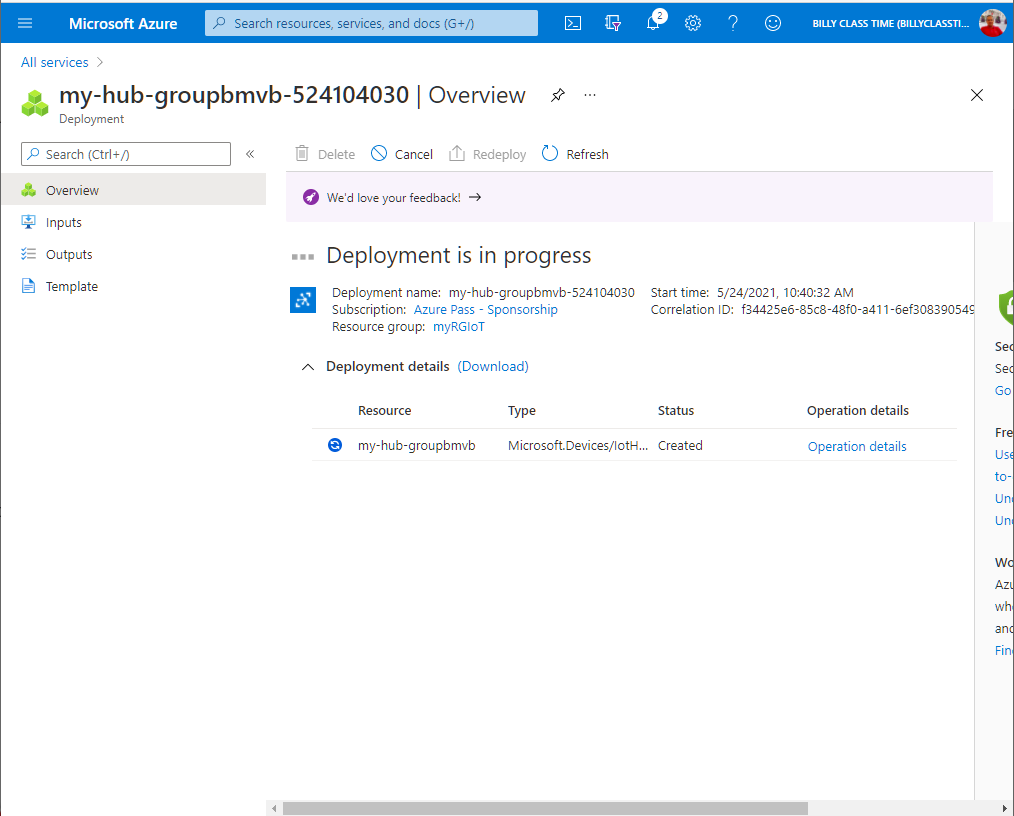 Microsoft Azure
Search resources, services, and docs (G+/)
2
BILLY CLASS TIME (BILLYCLASSTI...
All services
my-hub-groupbmvb-524104030 | Overview
...
Deployment
Search (Ctrl+/)
«
Overview
Inputs
Outputs
Template
Delete
Cancel
Redeploy
Refresh
We'd love your feedback! →
Deployment is in progress
Deployment name: my-hub-groupbmvb-524104030
Subscription: Azure Pass - Sponsorship
Resource group: myRGIoT
Start time: 5/24/2021, 10:40:32 AM
Correlation ID: f34425e6-85c8-48f0-a411-6ef308390549
Deployment details (Download)
Resource Type Status Operation details
my-hub-groupbmvb Microsoft.Devices/IotH... Created Operation details
Sec
Sec
Go
Fre
Use
to-
Un
Un
Wo
Azu
whe
and
Fin